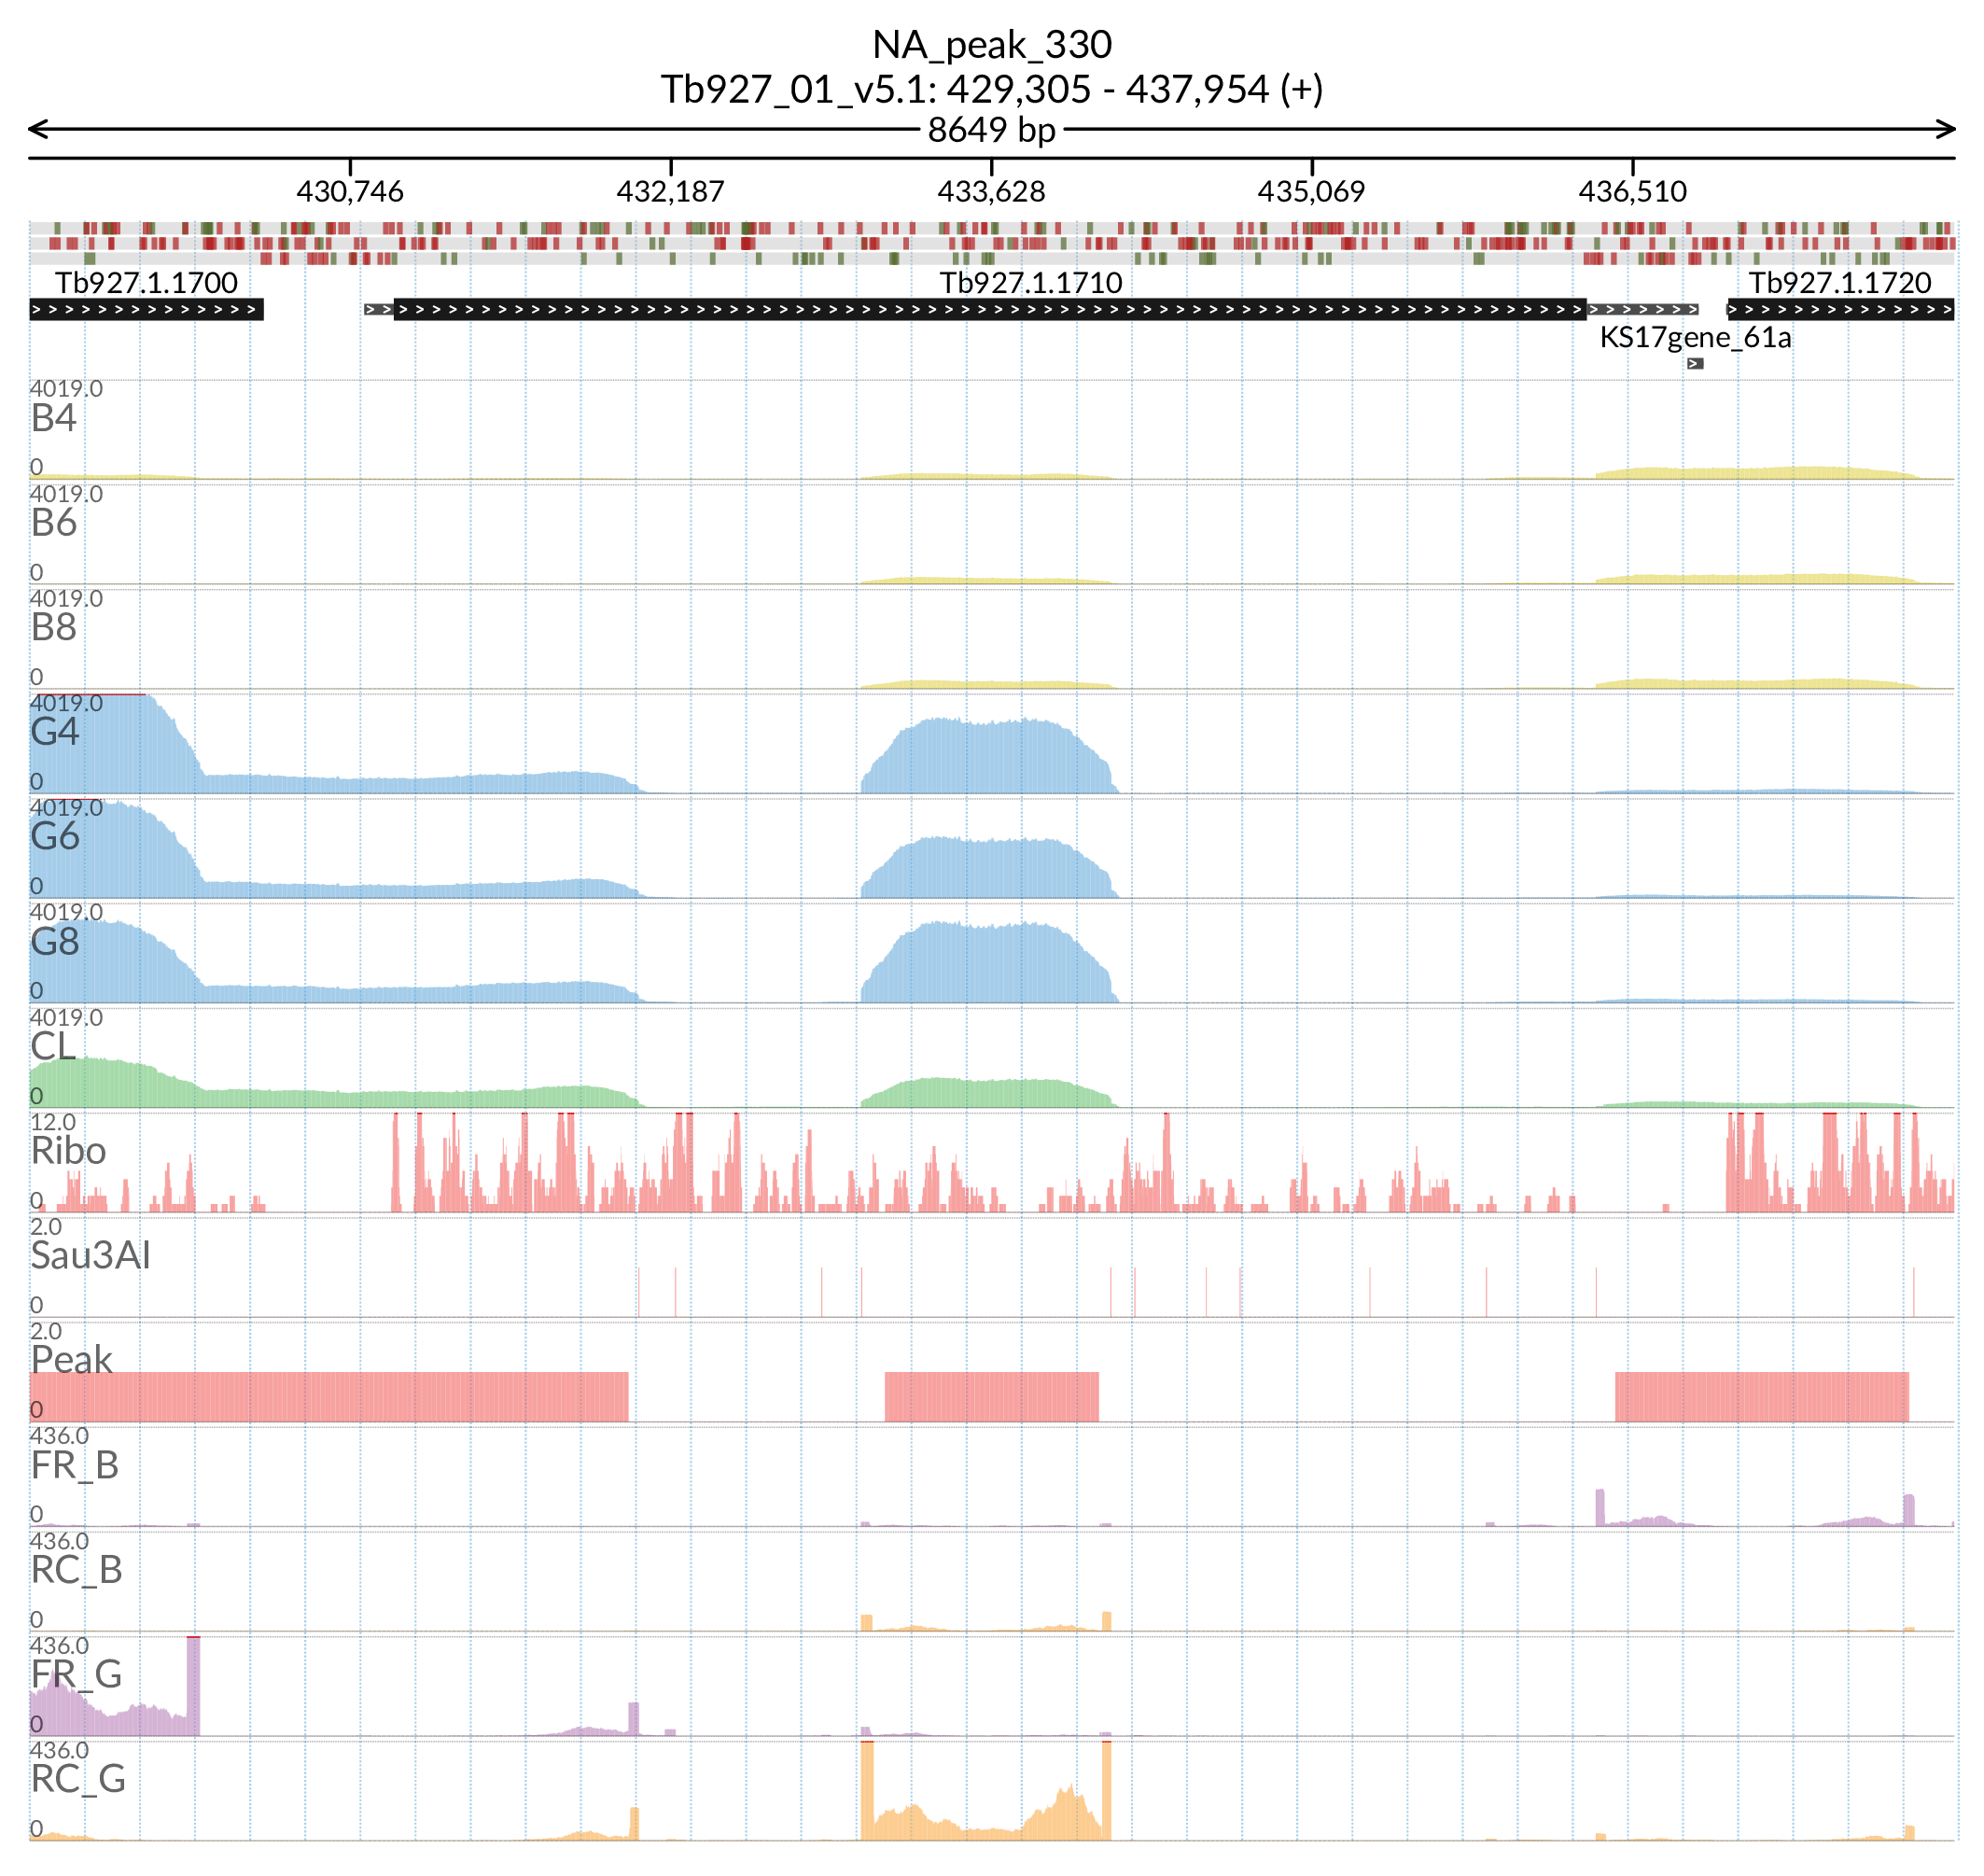 NA_peak_330
Tb927_01_v5.1: 429,305 - 437,954 (+)
8649 bp
430,746 432,187 433,628 435,069 436,510
Tb927.1.1700 Tb927.1.1710 Tb927.1.1720
KS17gene_61a
4019.0
B4
0
4019.0
B6
0
4019.0
B8
0
4019.0
G4
0
4019.0
G6
0
4019.0
G8
0
4019.0
CL
0
12.0
Ribo
0
2.0
Sau3AI
0
2.0
Peak
0
436.0
FR_B
0
436.0
RC_B
0
436.0
FR_G
0
436.0
RC_G
0